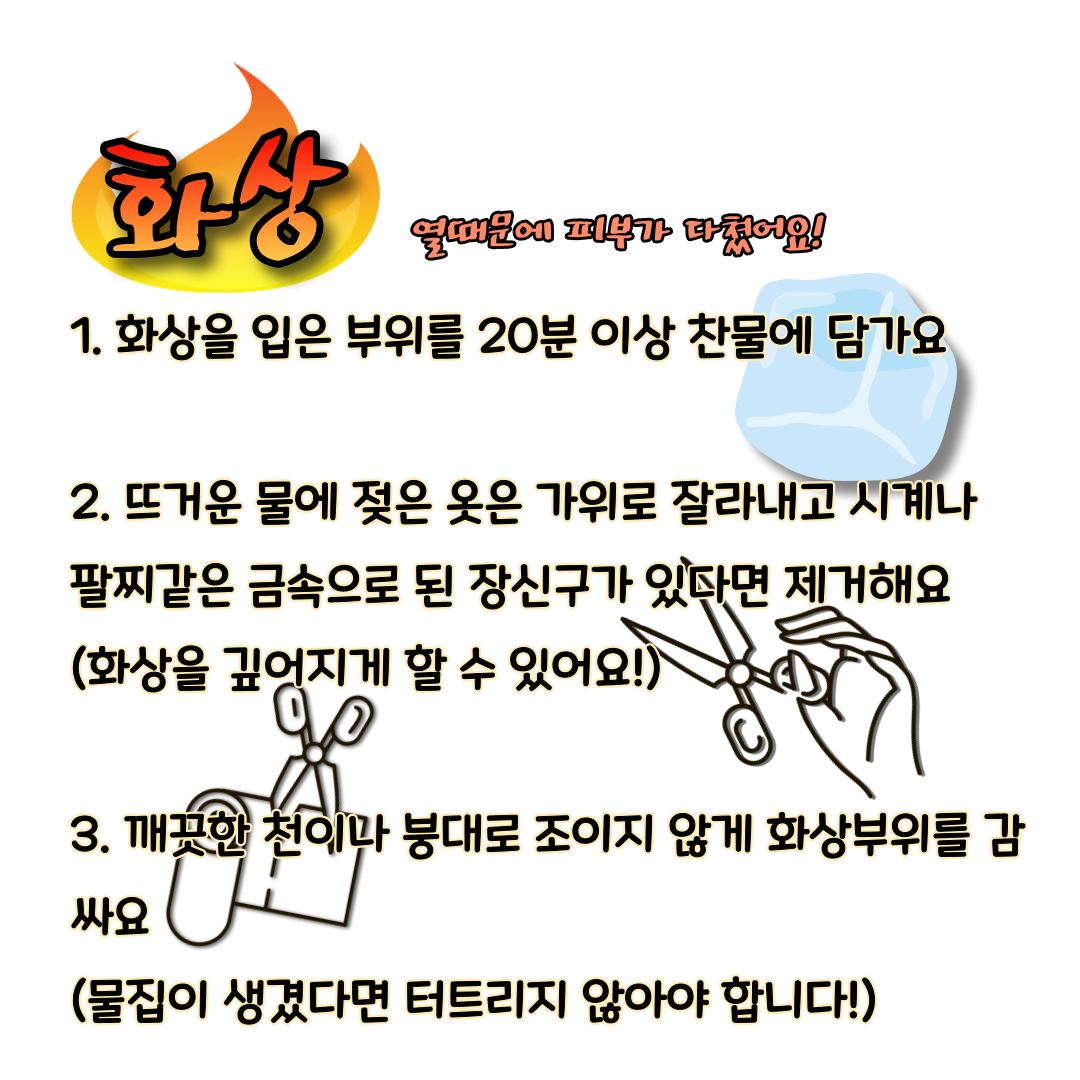 화상
열때문에 피부가 다쳤어요!
1. 화상을 입은 부위를 20분 이상 찬물에 담가요
2. 뜨거운 물에 젖은 옷은 가위로 잘라내고 시계나
팔찌같은 금속으로 된 장신구가 있다면 제거해요
(화상을 깊어지게 할 수 있어요!)
3. 깨끗한 천이나 붕대로 조이지 않게 화상부위를 감
싸요
(물집이 생겼다면 터트리지 않아야 합니다!)